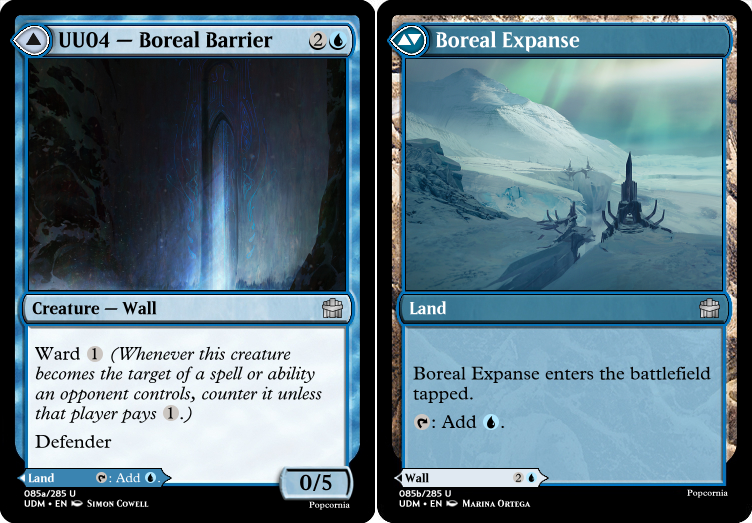 UU04 — Boreal Barrier 2
Creature — Wall
Ward 1 (Whenever this creature
becomes the target of a spell or ability
an opponent controls, counter it unless
that player pays 1.)
Defender
Land : Add .
0/5
085a/285 U
UDM • EN Simon Cowell
Popcornia
Boreal Expanse
Land
Boreal Expanse enters the battlefield
tapped.
: Add .
Wall 2
085b/285 U
UDM • EN Marina Ortega
Popcornia